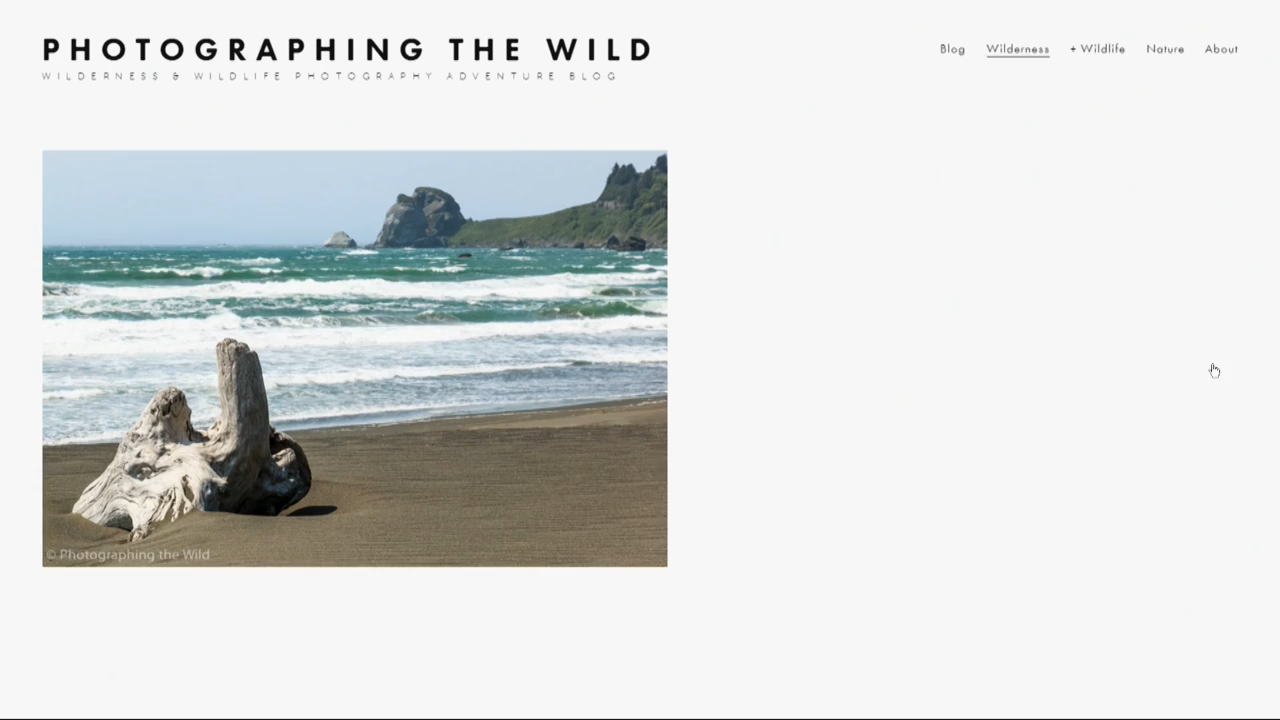 PHOTOGRAPHING THE WILD
WILDERNESS & WILDLIFE PHOTOGRAPHY ADVENTURE BLOG
Blog Wilderness + Wildlife Nature About
© Photographing the Wild